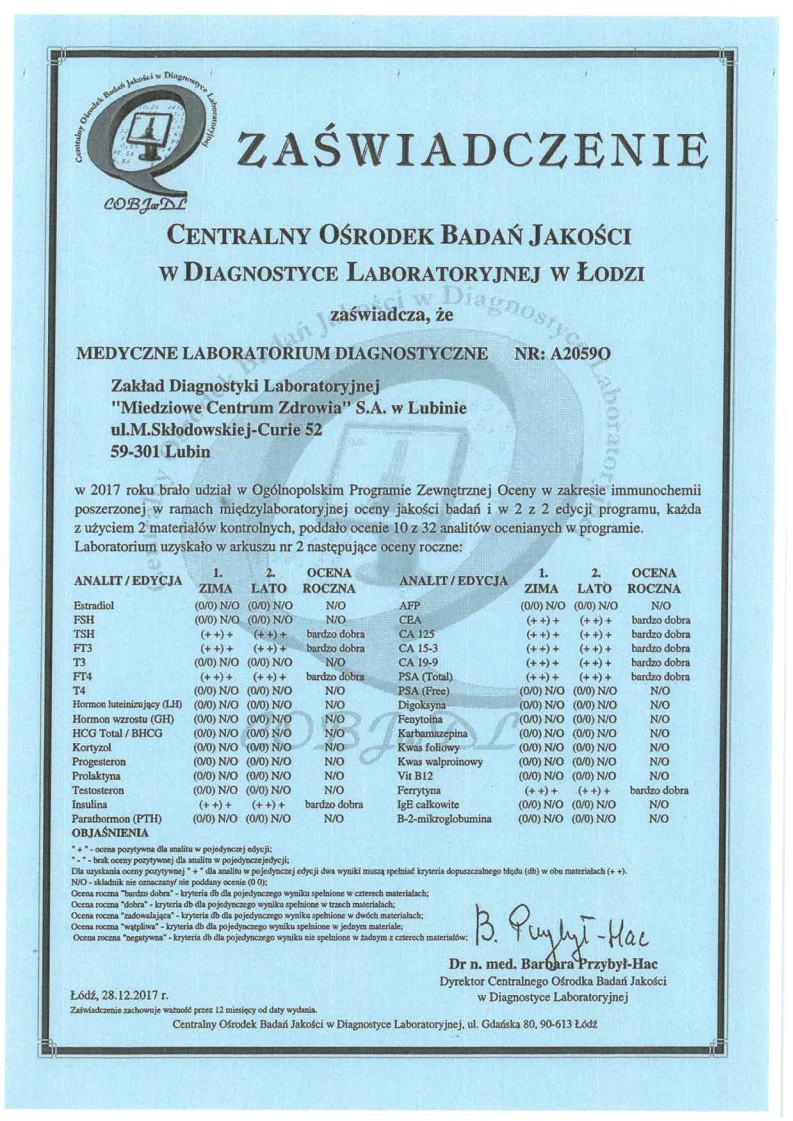 Centralny Ośrodek Badań Jakości w Diagnostyce Laboratoryjnej
COBJwDL
ZAŚWIADCZENIE
CENTRALNY OŚRODEK BADAŃ JAKOŚCI
W DIAGNOSTYCE LABORATORYJNEJ W ŁODZI
zaświadcza, że
MEDYCZNE LABORATORIUM DIAGNOSTYCZNE NR: A2059O
Zakład Diagnostyki Laboratoryjnej
"Miedziowe Centrum Zdrowia" S.A. w Lubinie
ul.M.Skłodowskiej-Curie 52
59-301 Lubin
w 2017 roku brało udział w Ogólnopolskim Programie Zewnętrznej Oceny w zakresie immunochemii
poszerzonej w ramach międzylaboratoryjnej oceny jakości badań i w 2 z 2 edycji programu, każda
z użyciem 2 materiałów kontrolnych, poddało ocenie 10 z 32 analitów ocenianych w programie.
Laboratorium uzyskało w arkuszu nr 2 następujące oceny roczne:
ANALIT / EDYCJA 1. ZIMA 2. LATO OCENA ROCZNA ANALIT / EDYCJA 1. ZIMA 2. LATO OCENA ROCZNA
Estradiol (0/0) N/O (0/0) N/O N/O AFP (0/0) N/O (0/0) N/O N/O
FSH (0/0) N/O (0/0) N/O N/O CEA (+ +) + (+ +) + bardzo dobra
TSH (+ +) + (+ +) + bardzo dobra CA 125 (+ +) + (+ +) + bardzo dobra
FT3 (+ +) + (+ +) + bardzo dobra CA 15-3 (+ +) + (+ +) + bardzo dobra
T3 (0/0) N/O (0/0) N/O N/O CA 19-9 (+ +) + (+ +) + bardzo dobra
FT4 (+ +) + (+ +) + bardzo dobra PSA (Total) (+ +) + (+ +) + bardzo dobra
T4 (0/0) N/O (0/0) N/O N/O PSA (Free) (0/0) N/O (0/0) N/O N/O
Hormon luteinizujący (LH) (0/0) N/O (0/0) N/O N/O Digoksyna (0/0) N/O (0/0) N/O N/O
Hormon wzrostu (GH) (0/0) N/O (0/0) N/O N/O Fenytoina (0/0) N/O (0/0) N/O N/O
HCG Total / BHCG (0/0) N/O (0/0) N/O N/O Karbamazepina (0/0) N/O (0/0) N/O N/O
Kortyzol (0/0) N/O (0/0) N/O N/O Kwas foliowy (0/0) N/O (0/0) N/O N/O
Progesteron (0/0) N/O (0/0) N/O N/O Kwas walproinowy (0/0) N/O (0/0) N/O N/O
Prolaktyna (0/0) N/O (0/0) N/O N/O Vit B12 (0/0) N/O (0/0) N/O N/O
Testosteron (0/0) N/O (0/0) N/O N/O Ferrytyna (+ +) + (+ +) + bardzo dobra
Insulina (+ +) + (+ +) + bardzo dobra IgE całkowite (0/0) N/O (0/0) N/O N/O
Parathormon (PTH) (0/0) N/O (0/0) N/O N/O B-2-mikroglobumina (0/0) N/O (0/0) N/O N/O
OBJAŚNIENIA
" + " - ocena pozytywna dla analitu w pojedynczej edycji;
" - " - brak oceny pozytywnej dla analitu w pojedynczejedycji;
Dla uzyskania oceny pozytywnej " + " dla analitu w pojedynczej edycji dwa wyniki muszą spełniać kryteria dopuszczalnego błędu (db) w obu materiałach (+ +).
N/O - składnik nie oznaczany/ nie poddany ocenie (0 0);
Ocena roczna "bardzo dobra" - kryteria db dla pojedynczego wyniku spełnione w czterech materiałach;
Ocena roczna "dobra" - kryteria db dla pojedynczego wyniku spełnione w trzech materiałach;
Ocena roczna "zadowalająca" - kryteria db dla pojedynczego wyniku spełnione w dwóch materiałach;
Ocena roczna "wątpliwa" - kryteria db dla pojedynczego wyniku spełnione w jednym materiale;
Ocena roczna "negatywna" - kryteria db dla pojedynczego wyniku nie spełnione w żadnym z czterech materiałów;
B. Przybył-Hac
Dr n. med. Barbara Przybył-Hac
Dyrektor Centralnego Ośrodka Badań Jakości
w Diagnostyce Laboratoryjnej
Łódź, 28.12.2017 r.
Zaświadczenie zachowuje ważność przez 12 miesięcy od daty wydania.
Centralny Ośrodek Badań Jakości w Diagnostyce Laboratoryjnej, ul. Gdańska 80, 90-613 Łódź